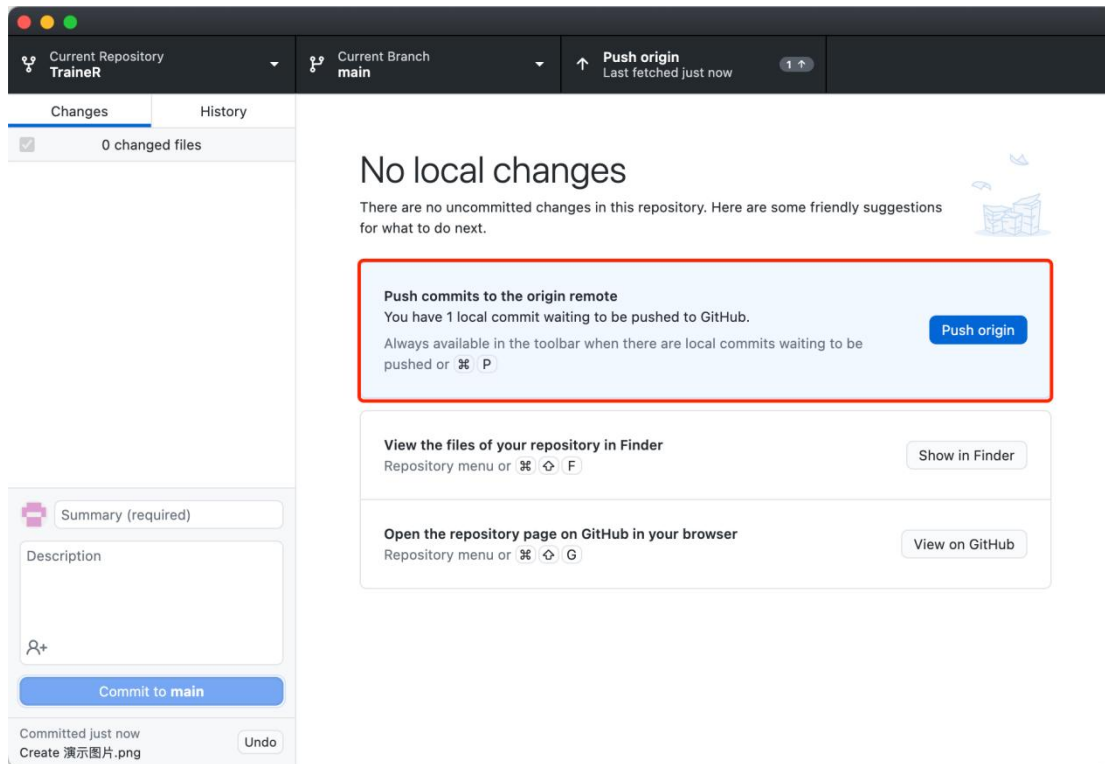 Current Repository
TraineR
Current Branch
main
Push origin
Last fetched just now
1 ↑
Changes
History
0 changed files
No local changes
There are no uncommitted changes in this repository. Here are some friendly suggestions
for what to do next.
Push commits to the origin remote
You have 1 local commit waiting to be pushed to GitHub.
Always available in the toolbar when there are local commits waiting to be
pushed or ⌘ P
Push origin
View the files of your repository in Finder
Repository menu or ⌘ ⇧ F
Show in Finder
Open the repository page on GitHub in your browser
Repository menu or ⌘ ⇧ G
View on GitHub
Summary (required)
Description
Commit to main
Committed just now
Create 演示图片.png
Undo